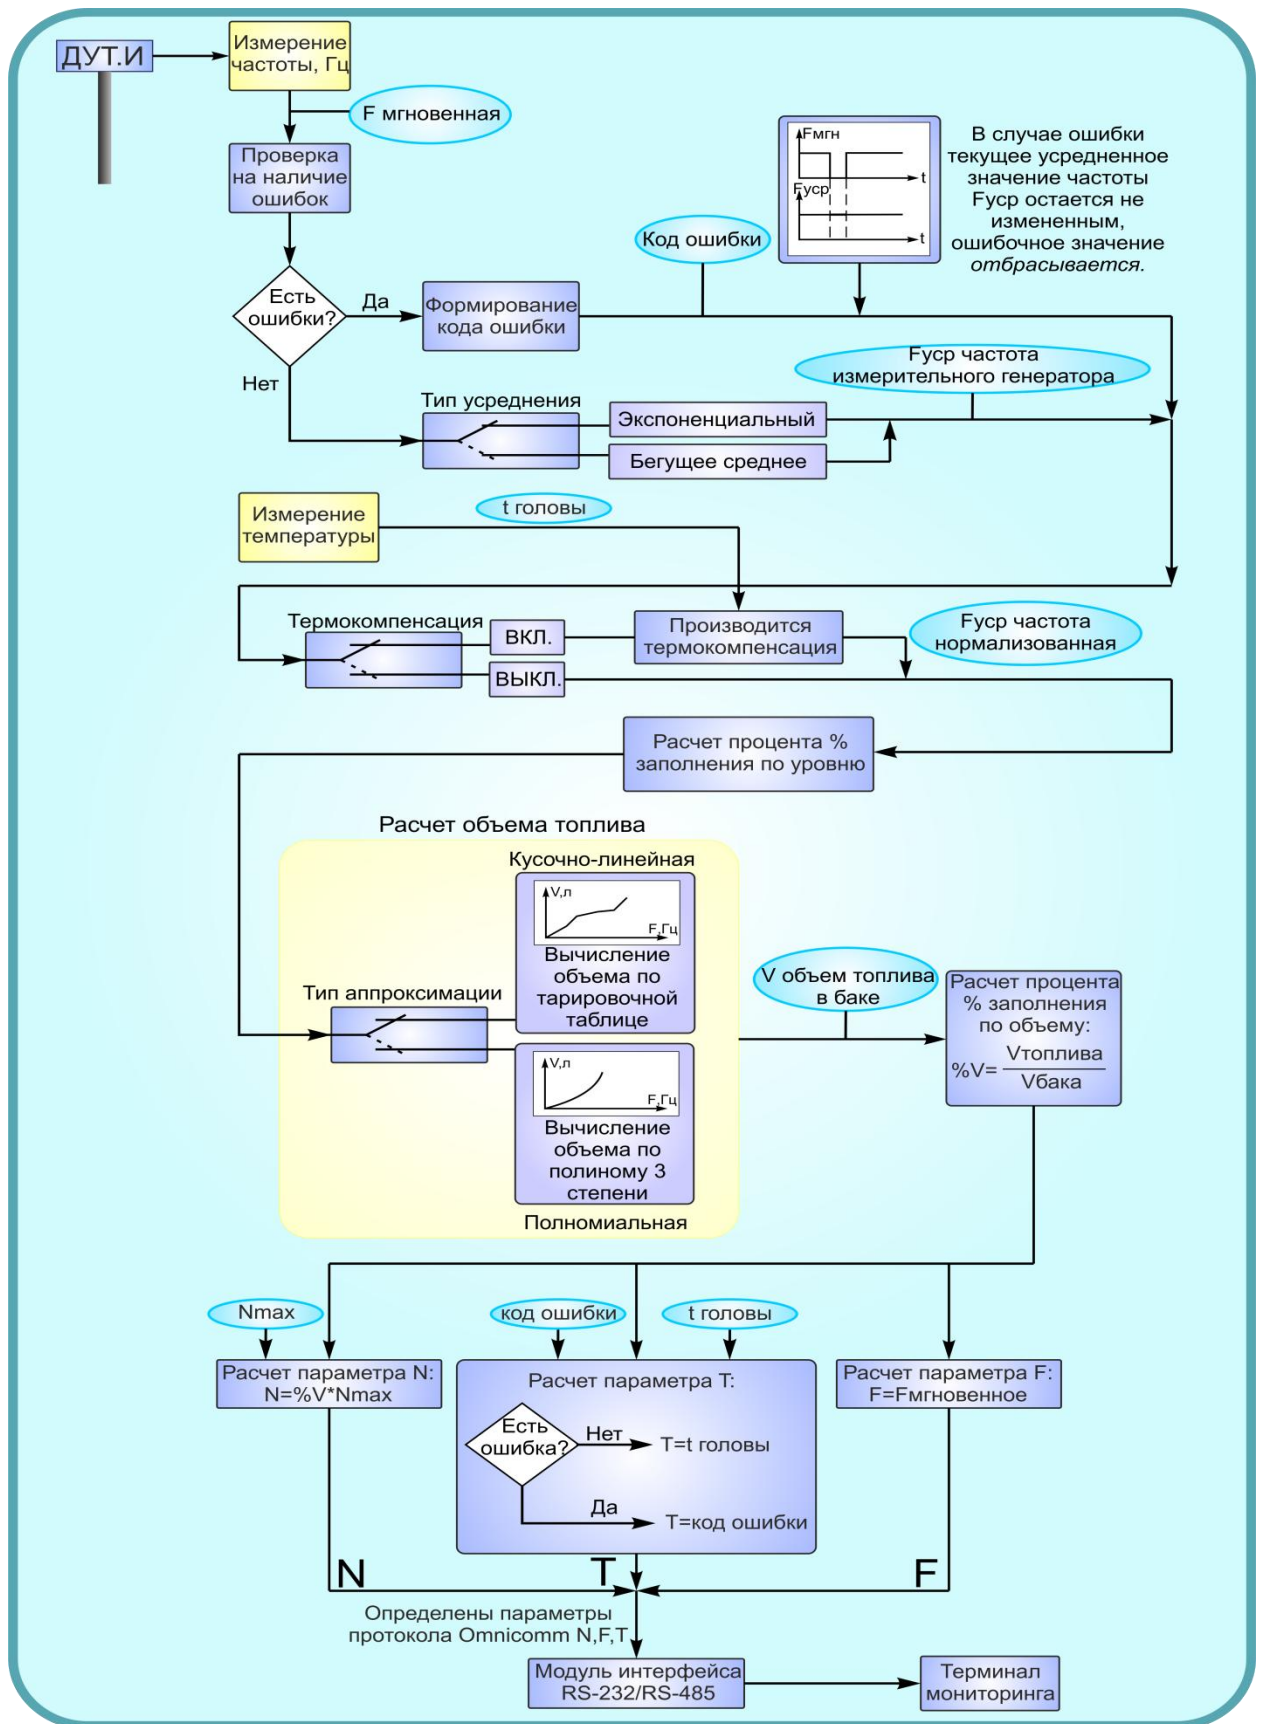 ДУТ.И
Измерение
частоты, Гц
F мгновенная
Проверка
на наличие
ошибок
Fмгн
t
Fуср
t
В случае ошибки
текущее усредненное
значение частоты
Fуср остается не
измененным,
ошибочное значение
отбрасывается.
Код ошибки
Есть
ошибки?
Да
Формирование
кода ошибки
Нет
Fуср частота
измерительного генератора
Тип усреднения
Экспоненциальный
Бегущее среднее
Измерение
температуры
t головы
Термокомпенсация
ВКЛ.
ВЫКЛ.
Производится
термокомпенсация
Fуср частота
нормализованная
Расчет процента %
заполнения по уровню
Расчет объема топлива
Кусочно-линейная
V,л
F,Гц
Вычисление
объема по
тарировочной
таблице
Тип аппроксимации
V,л
F,Гц
Вычисление
объема по
полиному 3
степени
Полномиальная
V объем топлива
в баке
Расчет процента
% заполнения
по объему:
%V= Vтоплива
Vбака
Nmax
код ошибки
t головы
Расчет параметра N:
N=%V*Nmax
Расчет параметра T:
Есть
ошибка?
Нет
T=t головы
Да
T=код ошибки
Расчет параметра F:
F=Fмгновенное
N
T
F
Определены параметры
протокола Omnicomm N,F,T
Модуль интерфейса
RS-232/RS-485
Терминал
мониторинга